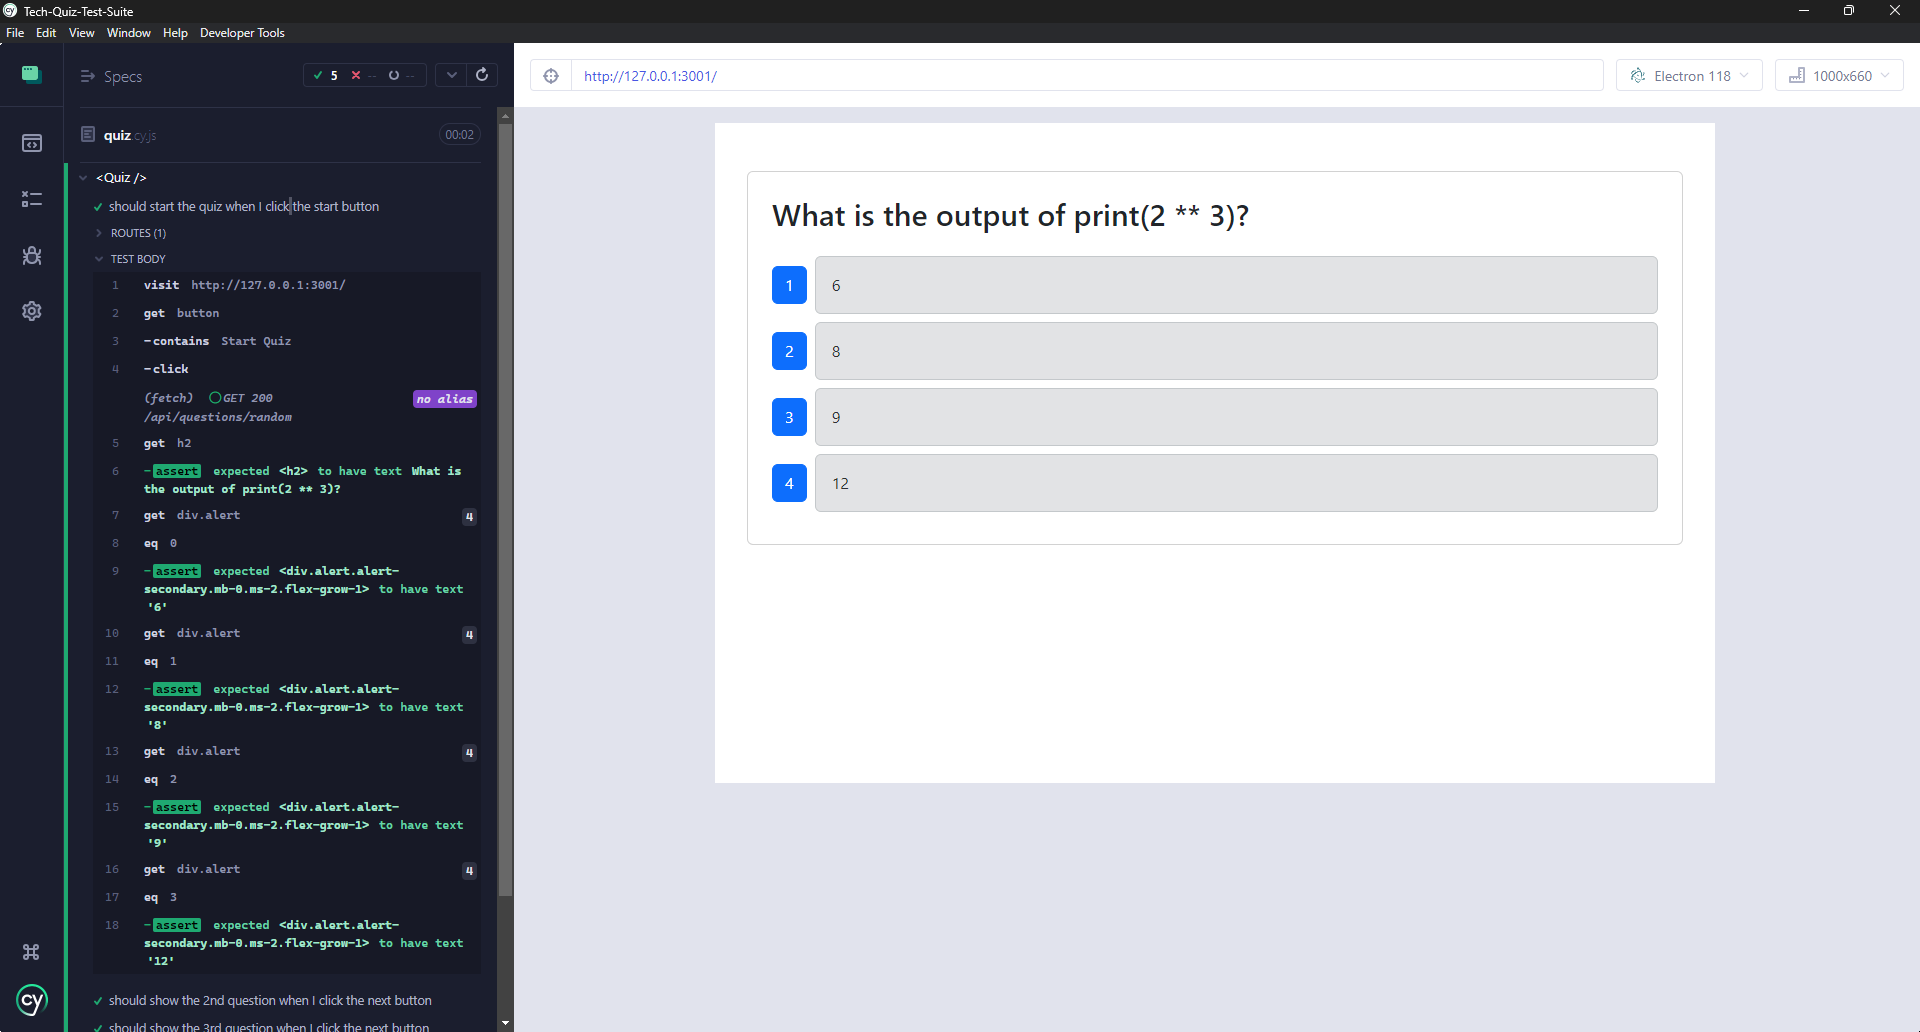 cy Tech-Quiz-Test-Suite
File Edit View Window Help Developer Tools
Specs
5 -- --
quiz.cy.js 00:02
<Quiz />
should start the quiz when I click the start button
ROUTES (1)
TEST BODY
1 visit http://127.0.0.1:3001/
2 get button
3 -contains Start Quiz
4 -click
(fetch) GET 200 no alias
/api/questions/random
5 get h2
6 -assert expected <h2> to have text What is
the output of print(2 ** 3)?
7 get div.alert 4
8 eq 0
9 -assert expected <div.alert.alert-
secondary.mb-0.ms-2.flex-grow-1> to have text
'6'
10 get div.alert 4
11 eq 1
12 -assert expected <div.alert.alert-
secondary.mb-0.ms-2.flex-grow-1> to have text
'8'
13 get div.alert 4
14 eq 2
15 -assert expected <div.alert.alert-
secondary.mb-0.ms-2.flex-grow-1> to have text
'9'
16 get div.alert 4
17 eq 3
18 -assert expected <div.alert.alert-
secondary.mb-0.ms-2.flex-grow-1> to have text
'12'
should show the 2nd question when I click the next button
should show the 3rd question when I click the next button
cy
http://127.0.0.1:3001/
Electron 118
1000x660
What is the output of print(2 ** 3)?
1 6
2 8
3 9
4 12